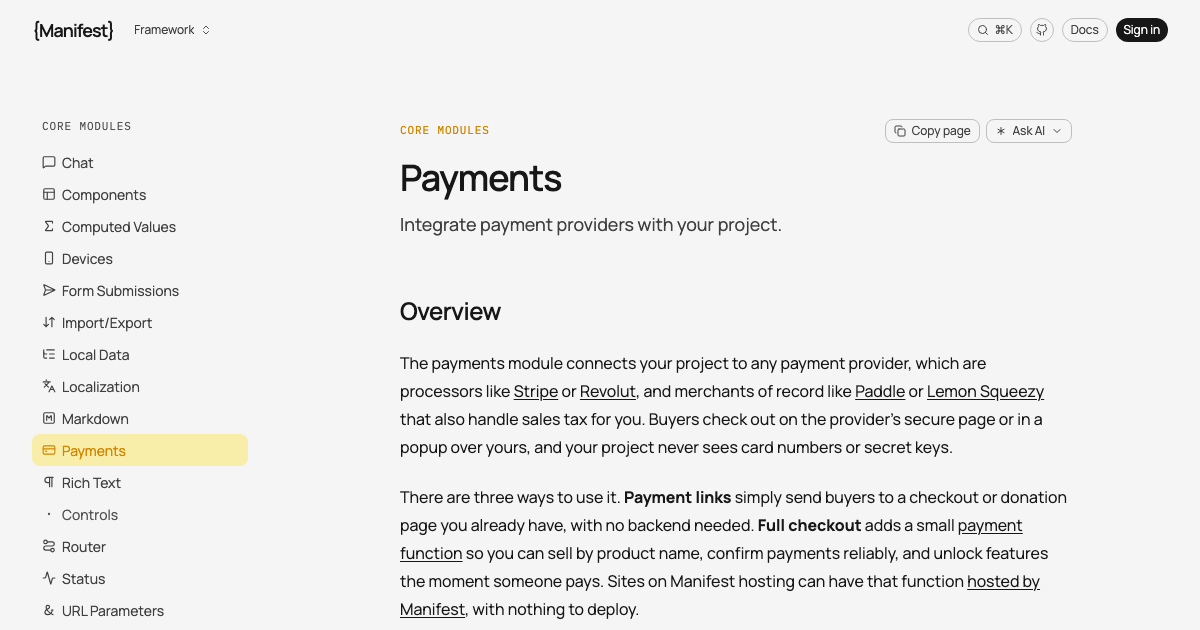 {Manifest}
Framework
⌘K
Docs
Sign in
CORE MODULES
Chat
Components
Computed Values
Devices
Form Submissions
Import/Export
Local Data
Localization
Markdown
Payments
Rich Text
Controls
Router
Status
URL Parameters
CORE MODULES
Copy page
Ask AI
Payments
Integrate payment providers with your project.
Overview
The payments module connects your project to any payment provider, which are
processors like Stripe or Revolut, and merchants of record like Paddle or Lemon Squeezy
that also handle sales tax for you. Buyers check out on the provider's secure page or in a
popup over yours, and your project never sees card numbers or secret keys.
There are three ways to use it. Payment links simply send buyers to a checkout or donation
page you already have, with no backend needed. Full checkout adds a small payment
function so you can sell by product name, confirm payments reliably, and unlock features
the moment someone pays. Sites on Manifest hosting can have that function hosted by
Manifest, with nothing to deploy.